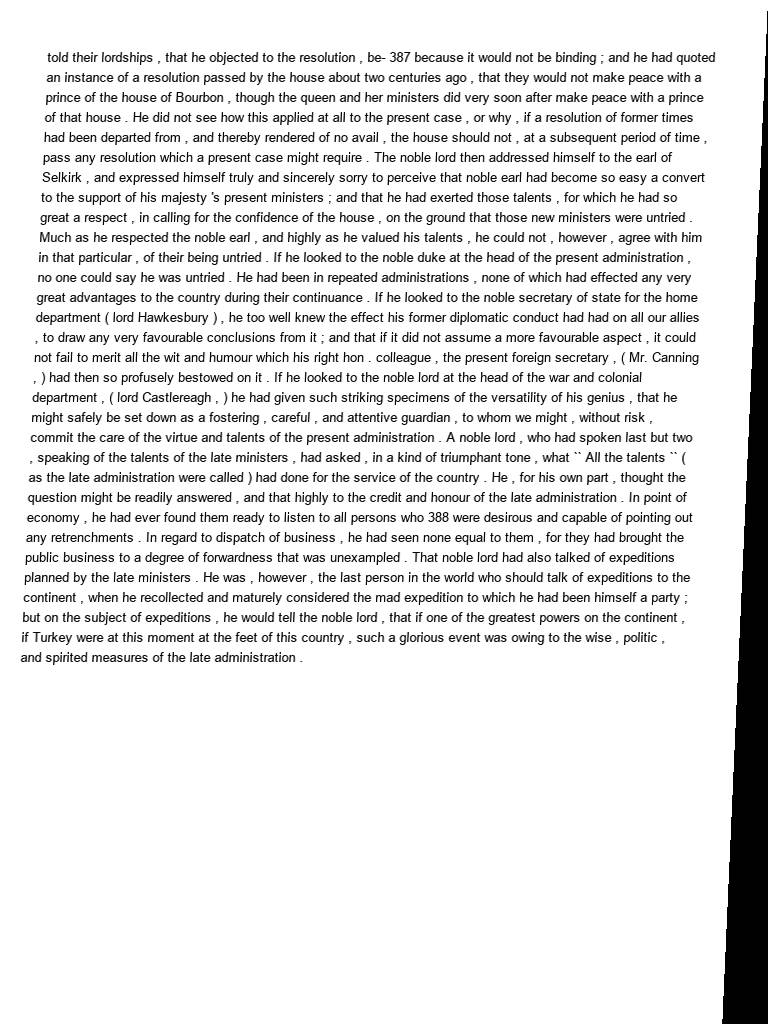 told their lordships , that he objected to the resolution , be- 387 because it would not be binding ; and he had quoted
an instance of a resolution passed by the house about two centuries ago , that they would not make peace with a
prince of the house of Bourbon , though the queen and her ministers did very soon after make peace with a prince
of that house . He did not see how this applied at all to the present case , or why , if a resolution of former times
had been departed from , and thereby rendered of no avail , the house should not , at a subsequent period of time ,
pass any resolution which a present case might require . The noble lord then addressed himself to the earl of
Selkirk , and expressed himself truly and sincerely sorry to perceive that noble earl had become so easy a convert
to the support of his majesty 's present ministers ; and that he had exerted those talents , for which he had so
great a respect , in calling for the confidence of the house , on the ground that those new ministers were untried .
Much as he respected the noble earl , and highly as he valued his talents , he could not , however , agree with him
in that particular , of their being untried . If he looked to the noble duke at the head of the present administration ,
no one could say he was untried . He had been in repeated administrations , none of which had effected any very
great advantages to the country during their continuance . If he looked to the noble secretary of state for the home
department ( lord Hawkesbury ) , he too well knew the effect his former diplomatic conduct had had on all our allies
, to draw any very favourable conclusions from it ; and that if it did not assume a more favourable aspect , it could
not fail to merit all the wit and humour which his right hon . colleague , the present foreign secretary , ( Mr. Canning
, ) had then so profusely bestowed on it . If he looked to the noble lord at the head of the war and colonial
department , ( lord Castlereagh , ) he had given such striking specimens of the versatility of his genius , that he
might safely be set down as a fostering , careful , and attentive guardian , to whom we might , without risk ,
commit the care of the virtue and talents of the present administration . A noble lord , who had spoken last but two
, speaking of the talents of the late ministers , had asked , in a kind of triumphant tone , what `` All the talents `` (
as the late administration were called ) had done for the service of the country . He , for his own part , thought the
question might be readily answered , and that highly to the credit and honour of the late administration . In point of
economy , he had ever found them ready to listen to all persons who 388 were desirous and capable of pointing out
any retrenchments . In regard to dispatch of business , he had seen none equal to them , for they had brought the
public business to a degree of forwardness that was unexampled . That noble lord had also talked of expeditions
planned by the late ministers . He was , however , the last person in the world who should talk of expeditions to the
continent , when he recollected and maturely considered the mad expedition to which he had been himself a party ;
but on the subject of expeditions , he would tell the noble lord , that if one of the greatest powers on the continent ,
if Turkey were at this moment at the feet of this country , such a glorious event was owing to the wise , politic ,
and spirited measures of the late administration .